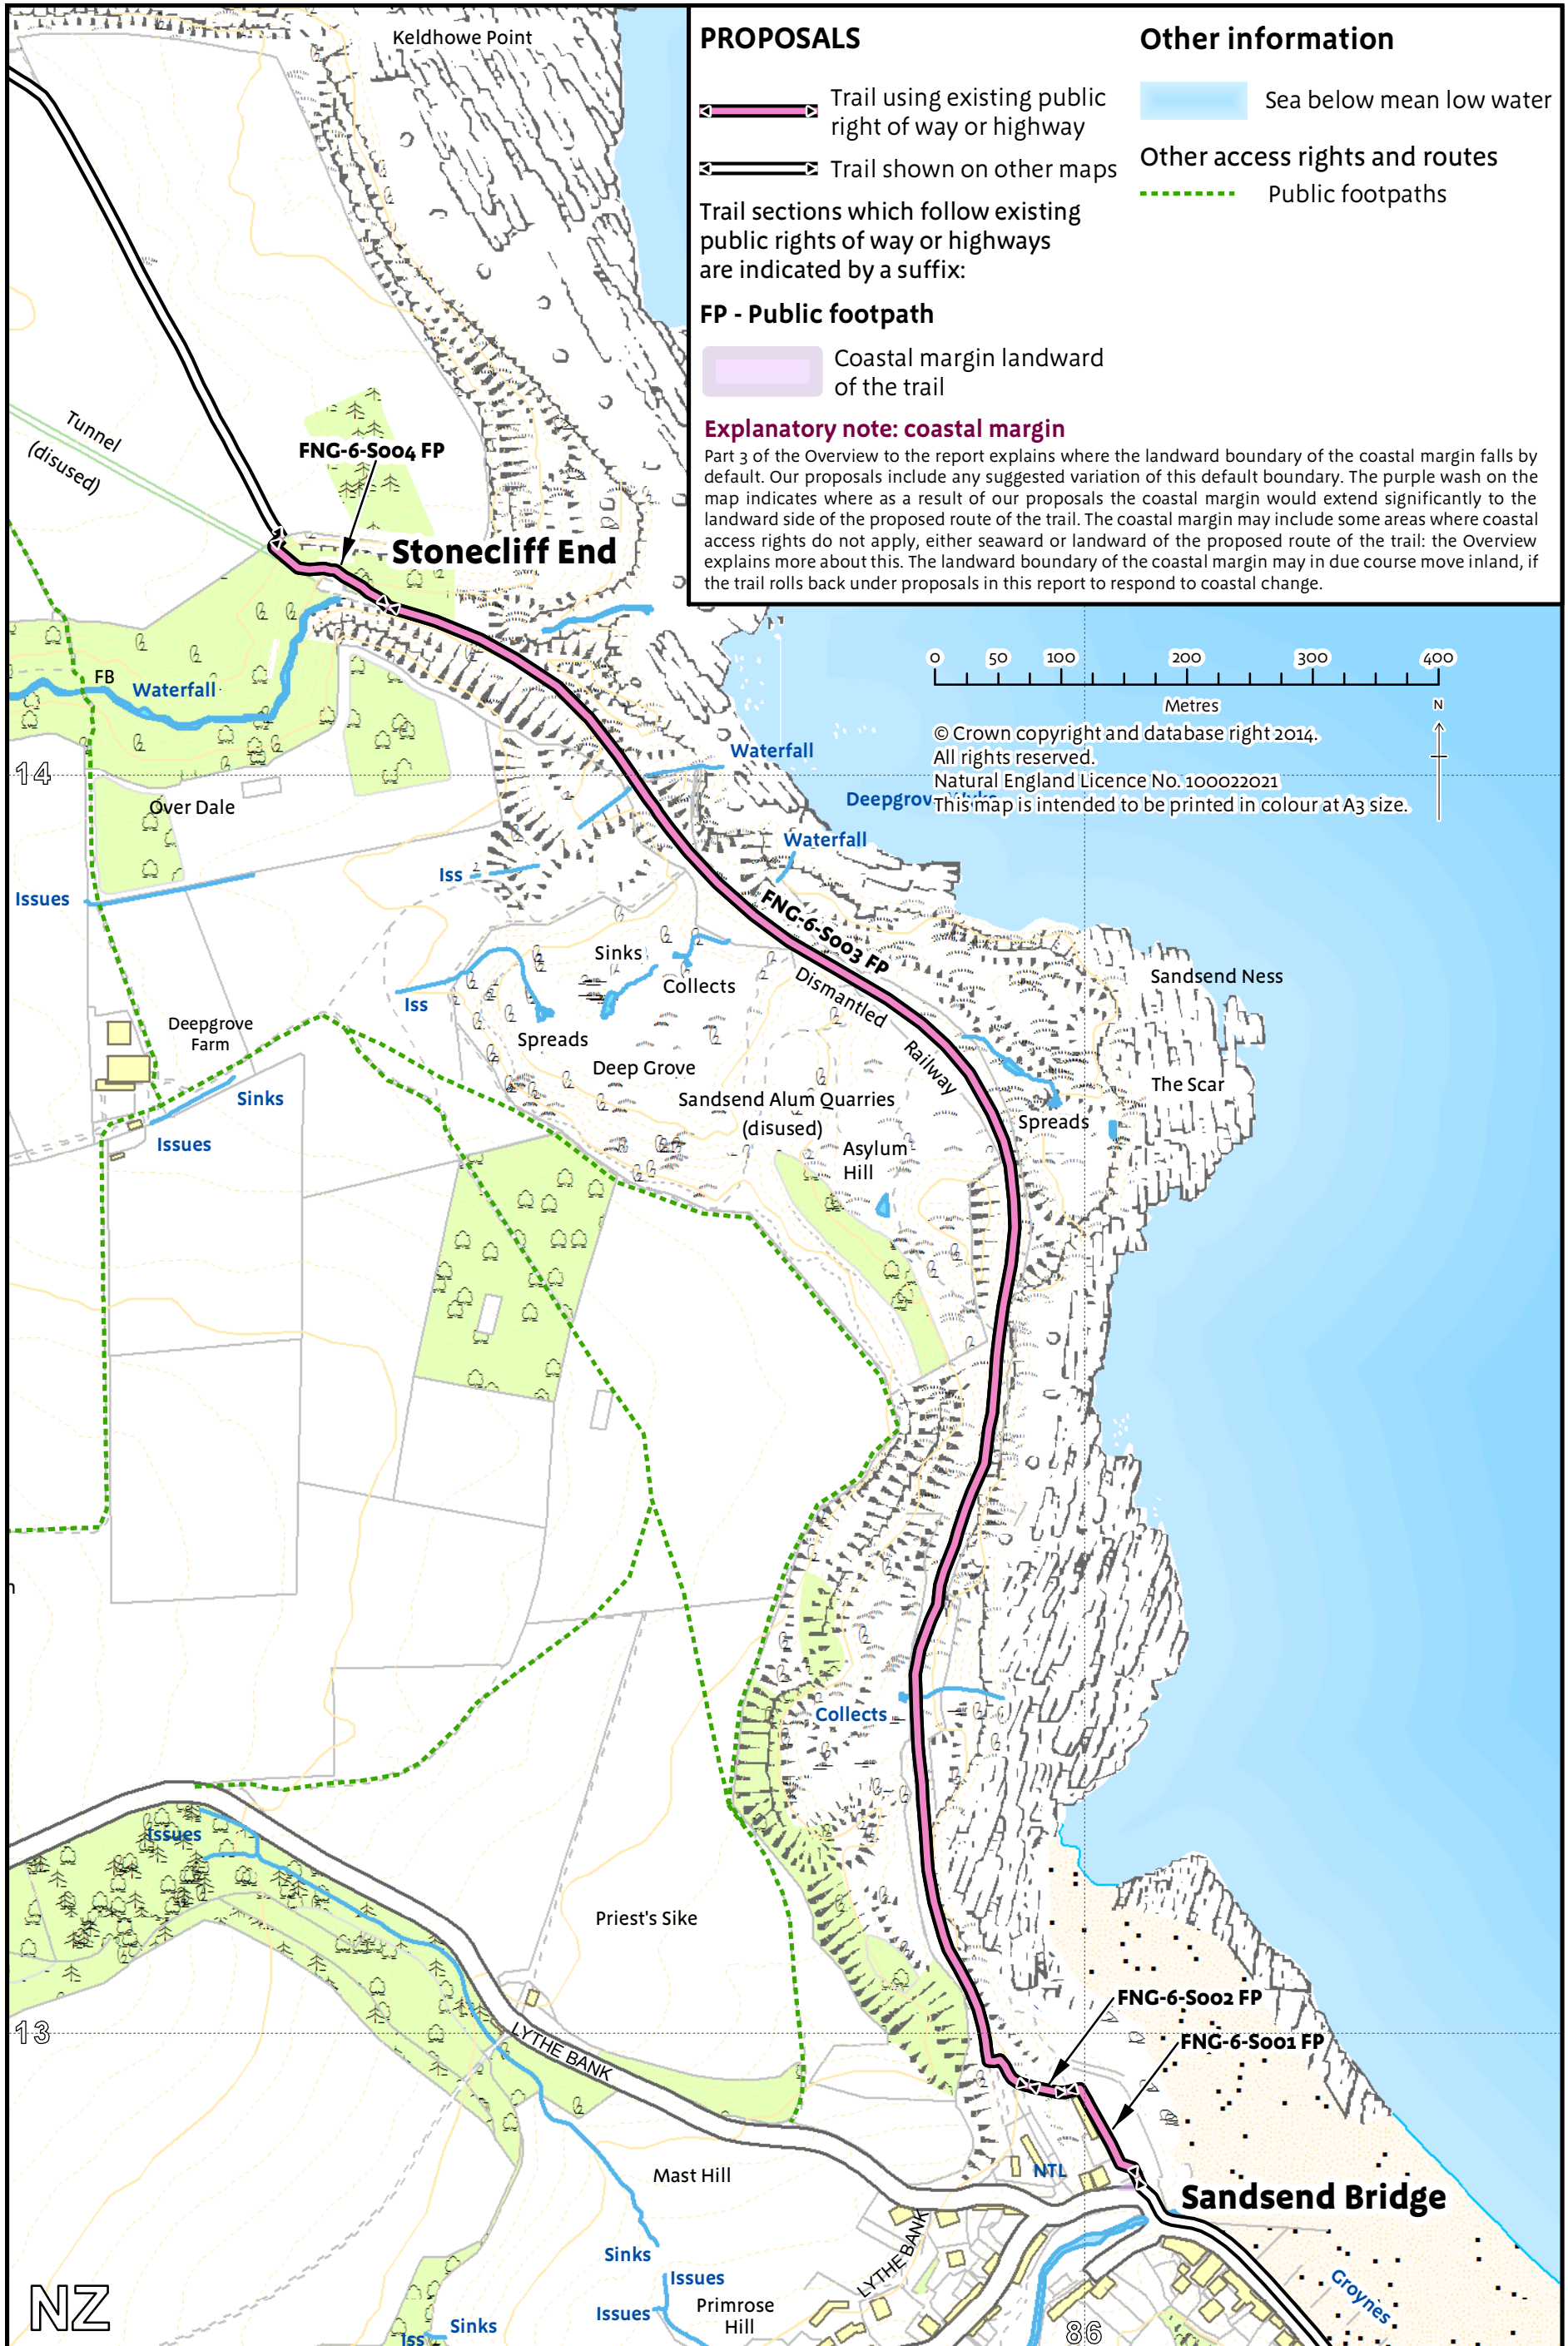 Keldhowe Point
PROPOSALS
Trail using existing public
right of way or highway
Trail shown on other maps
Trail sections which follow existing
public rights of way or highways
are indicated by a suffix:
FP - Public footpath
Coastal margin landward
of the trail
Other information
Sea below mean low water
Other access rights and routes
Public footpaths
Explanatory note: coastal margin
Part 3 of the Overview to the report explains where the landward boundary of the coastal margin falls by
default. Our proposals include any suggested variation of this default boundary. The purple wash on the
map indicates where as a result of our proposals the coastal margin would extend significantly to the
landward side of the proposed route of the trail. The coastal margin may include some areas where coastal
access rights do not apply, either seaward or landward of the proposed route of the trail: the Overview
explains more about this. The landward boundary of the coastal margin may in due course move inland, if
the trail rolls back under proposals in this report to respond to coastal change.
Tunnel
(disused)
FNG-6-S004 FP
Stonecliff End
0 50 100 200 300 400
Metres
N
© Crown copyright and database right 2014.
All rights reserved.
Natural England Licence No. 100022021
This map is intended to be printed in colour at A3 size.
FB
Waterfall
Waterfall
14
Over Dale
Waterfall
Iss
Issues
FNG-6-S003 FP
Sinks
Collects
Dismantled
Railway
Sandsend Ness
Iss
Spreads
Deepgrove
Farm
Deep Grove
Sinks
Sandsend Alum Quarries
(disused)
The Scar
Spreads
Issues
Asylum
Hill
Collects
Issues
Priest's Sike
FNG-6-S002 FP
13
FNG-6-S001 FP
LYTHE BANK
Mast Hill
NTL
Sandsend Bridge
LYTHE BANK
Sinks
Issues
Issues
Primrose
Hill
Groynes
NZ
Sinks
Iss
86